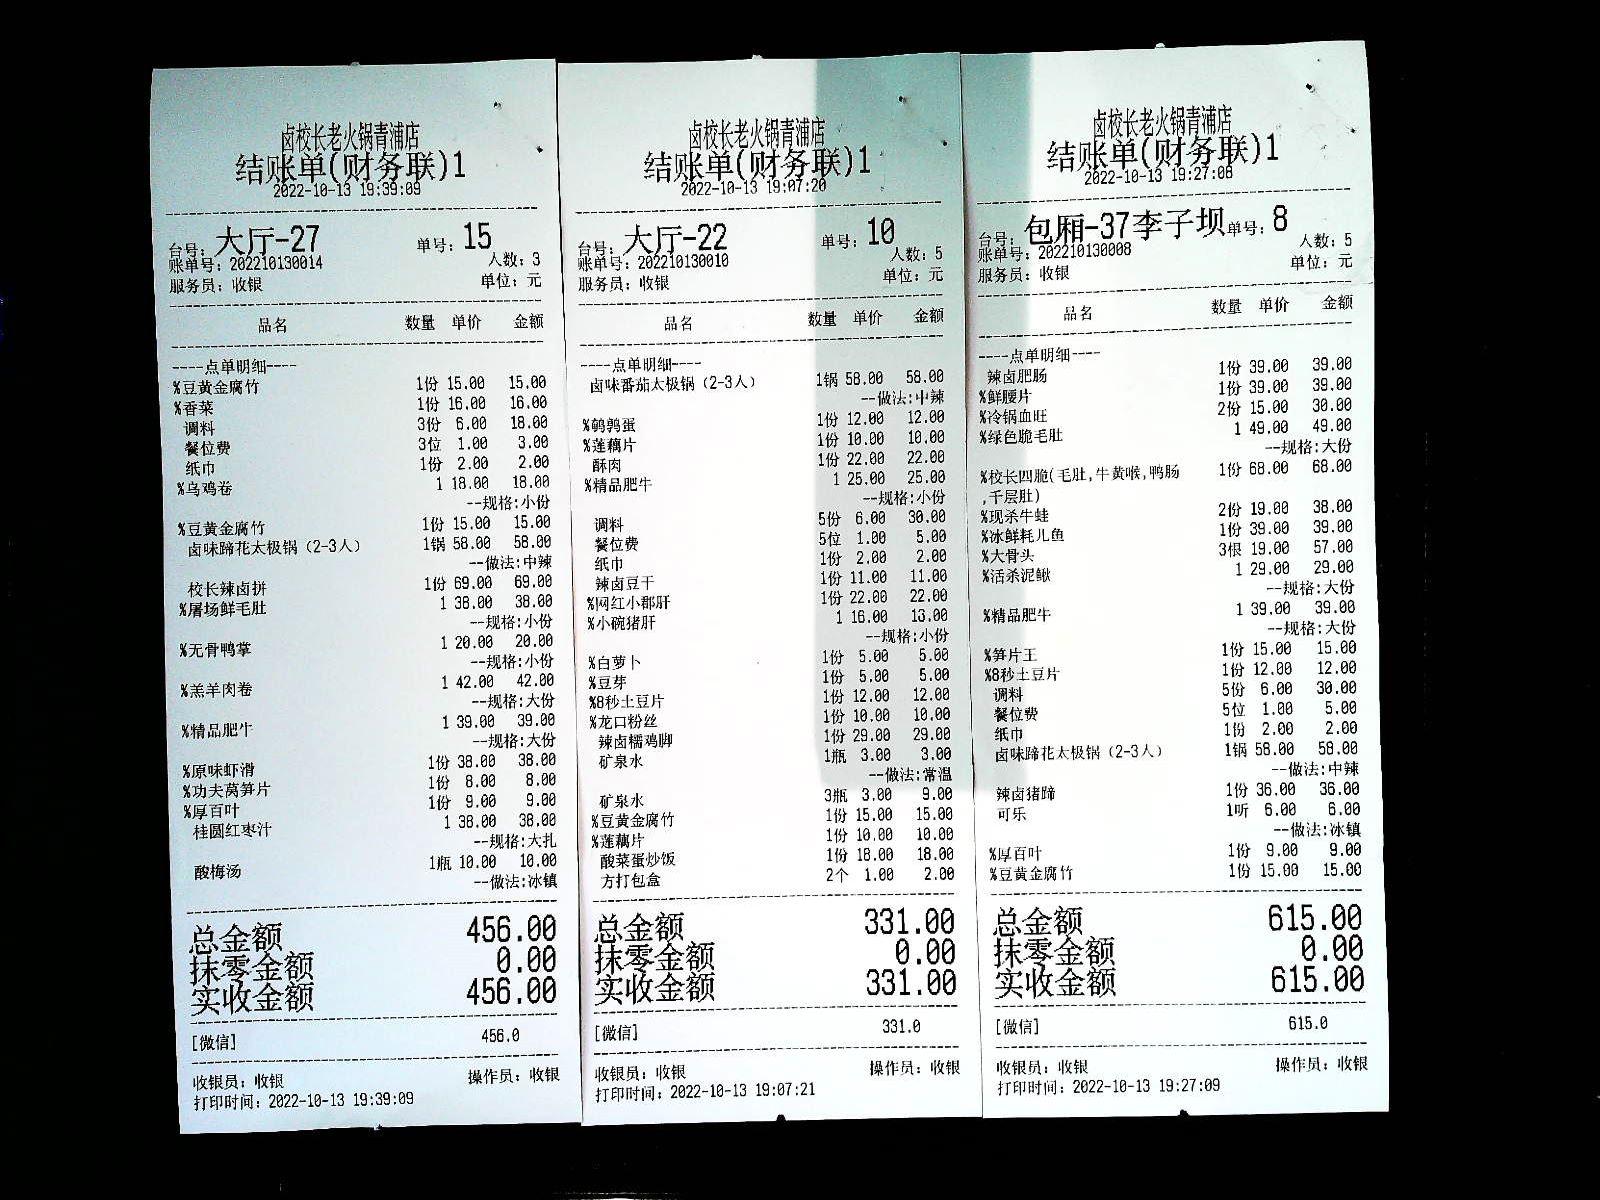 卤校长老火锅青浦店
结账单(财务联)1
2022-10-13 19:39:09
台号: 大厅-27 单号: 15
账单号: 202210130014 人数: 3
服务员: 收银 单位: 元
品名 数量 单价 金额
----点单明细----
%豆黄金腐竹 1份 15.00 15.00
%香菜 1份 16.00 16.00
调料 3份 6.00 18.00
餐位费 3位 1.00 3.00
纸巾 1份 2.00 2.00
%乌鸡卷 1 18.00 18.00
--规格:小份
%豆黄金腐竹 1份 15.00 15.00
卤味蹄花太极锅（2-3人） 1锅 58.00 58.00
--做法:中辣
校长辣卤拼 1份 69.00 69.00
%屠场鲜毛肚 1 38.00 38.00
--规格:小份
%无骨鸭掌 1 20.00 20.00
--规格:小份
%羔羊肉卷 1 42.00 42.00
--规格:大份
%精品肥牛 1 39.00 39.00
--规格:大份
%原味虾滑 1份 38.00 38.00
%功夫莴笋片 1份 8.00 8.00
%厚百叶 1份 9.00 9.00
桂圆红枣汁 1 38.00 38.00
--规格:大扎
酸梅汤 1瓶 10.00 10.00
--做法:冰镇
总金额 456.00
抹零金额 0.00
实收金额 456.00
[微信] 456.0
收银员: 收银 操作员: 收银
打印时间: 2022-10-13 19:39:09
卤校长老火锅青浦店
结账单(财务联)1
2022-10-13 19:07:20
台号: 大厅-22 单号: 10
账单号: 202210130010 人数: 5
服务员: 收银 单位: 元
品名 数量 单价 金额
----点单明细----
卤味番茄太极锅（2-3人） 1锅 58.00 58.00
--做法:中辣
%鹌鹑蛋 1份 12.00 12.00
%莲藕片 1份 10.00 10.00
酥肉 1份 22.00 22.00
%精品肥牛 1 25.00 25.00
--规格:小份
调料 5份 6.00 30.00
餐位费 5位 1.00 5.00
纸巾 1份 2.00 2.00
辣卤豆干 1份 11.00 11.00
%网红小郡肝 1份 22.00 22.00
%小碗猪肝 1 16.00 13.00
--规格:小份
%白萝卜 1份 5.00 5.00
%豆芽 1份 5.00 5.00
%8秒土豆片 1份 12.00 12.00
%龙口粉丝 1份 10.00 10.00
辣卤糯鸡脚 1份 29.00 29.00
矿泉水 1瓶 3.00 3.00
--做法:常温
矿泉水 3瓶 3.00 9.00
%豆黄金腐竹 1份 15.00 15.00
%莲藕片 1份 10.00 10.00
酸菜蛋炒饭 1份 18.00 18.00
方打包盒 2个 1.00 2.00
总金额 331.00
抹零金额 0.00
实收金额 331.00
[微信] 331.0
收银员: 收银 操作员: 收银
打印时间: 2022-10-13 19:07:21
卤校长老火锅青浦店
结账单(财务联)1
2022-10-13 19:27:08
台号: 包厢-37李子坝 单号: 8
账单号: 202210130008 人数: 5
服务员: 收银 单位: 元
品名 数量 单价 金额
----点单明细----
辣卤肥肠 1份 39.00 39.00
%鲜腰片 1份 39.00 39.00
%冷锅血旺 2份 15.00 30.00
%绿色脆毛肚 1 49.00 49.00
--规格:大份
%校长四脆(毛肚,牛黄喉,鸭肠 1份 68.00 68.00
,千层肚)
%现杀牛蛙 2份 19.00 38.00
%冰鲜耗儿鱼 1份 39.00 39.00
%大骨头 3根 19.00 57.00
%活杀泥鳅 1 29.00 29.00
--规格:大份
%精品肥牛 1 39.00 39.00
--规格:大份
%笋片王 1份 15.00 15.00
%8秒土豆片 1份 12.00 12.00
调料 5份 6.00 30.00
餐位费 5位 1.00 5.00
纸巾 1份 2.00 2.00
卤味蹄花太极锅（2-3人） 1锅 58.00 58.00
--做法:中辣
辣卤猪蹄 1份 36.00 36.00
可乐 1听 6.00 6.00
--做法:冰镇
%厚百叶 1份 9.00 9.00
%豆黄金腐竹 1份 15.00 15.00
总金额 615.00
抹零金额 0.00
实收金额 615.00
[微信] 615.0
收银员: 收银 操作员: 收银
打印时间: 2022-10-13 19:27:09